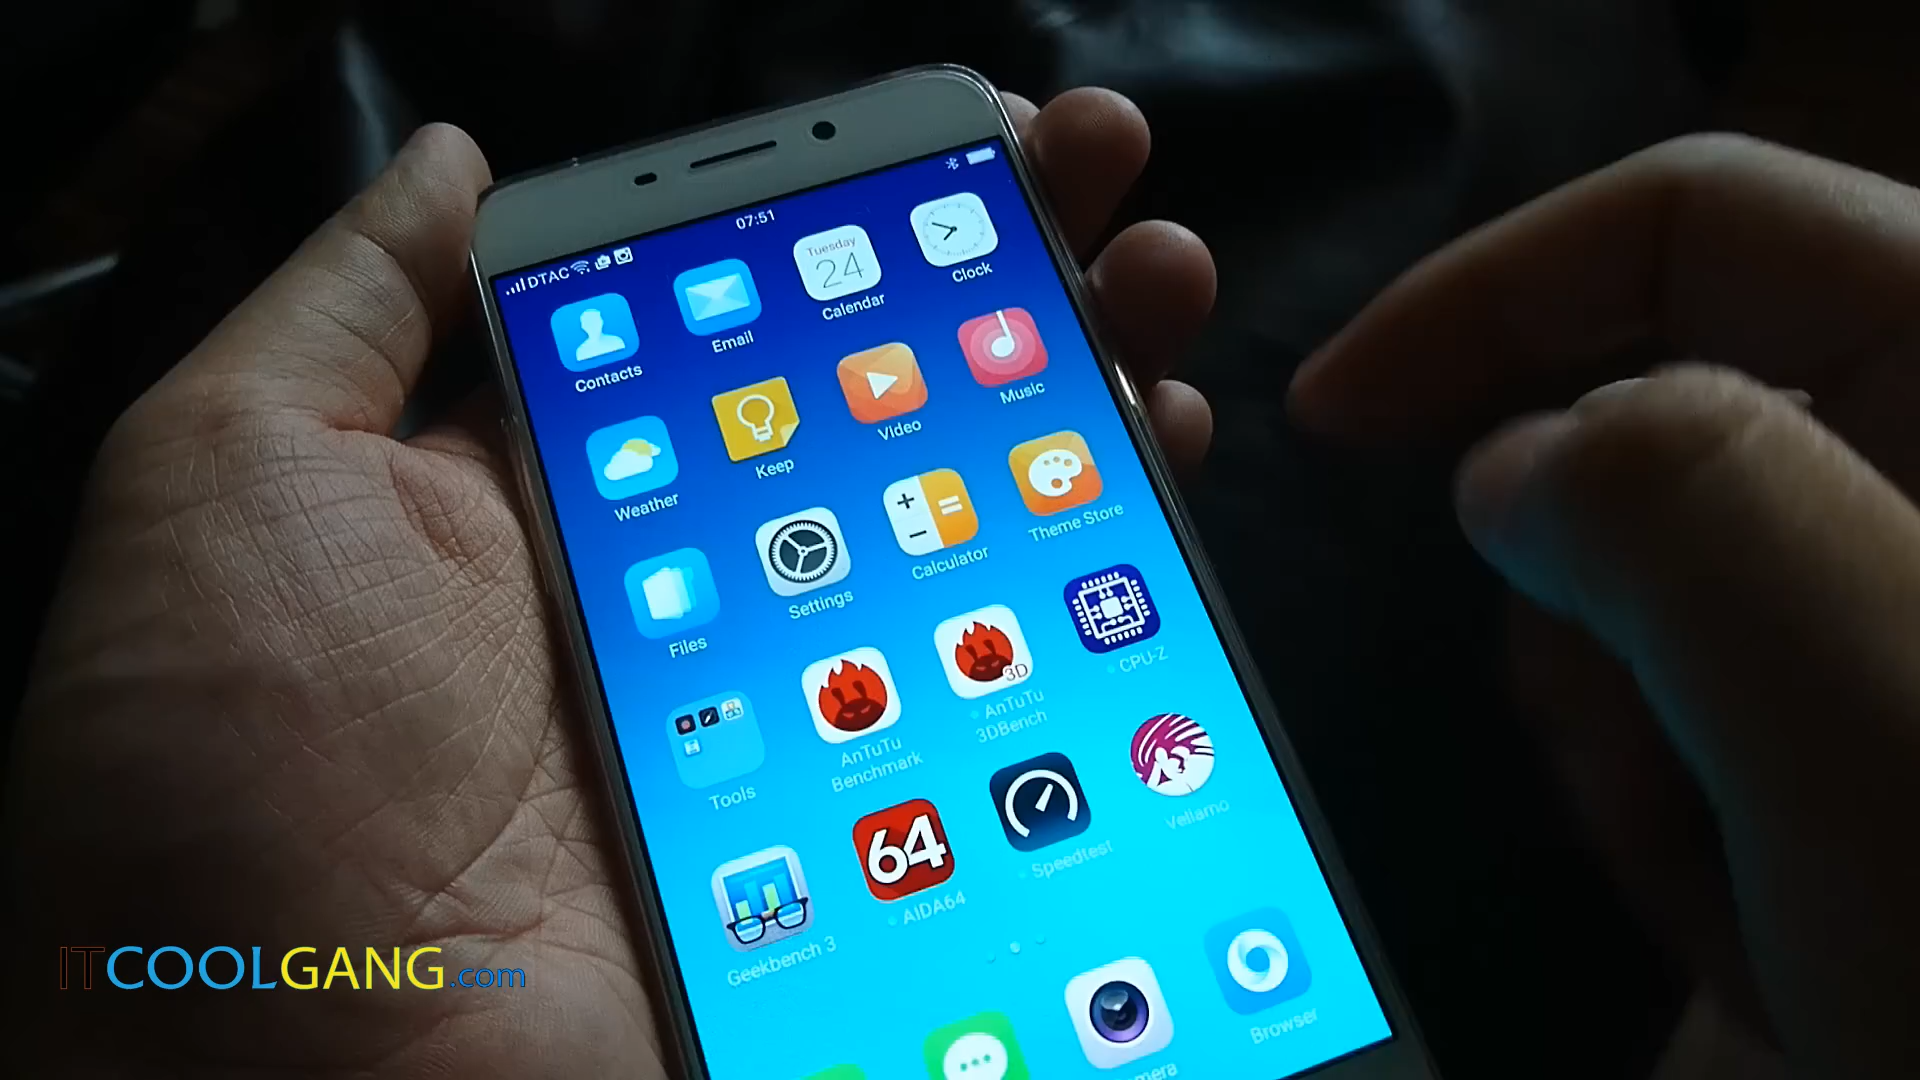 07:51
DTAC
Contacts
Email
Tuesday
24
Calendar
Clock
Weather
Keep
Video
Music
Files
Settings
+
=
−
Calculator
Theme Store
Tools
AnTuTu
Benchmark
3D
AnTuTu
3DBench
CPU-Z
Geekbench 3
64
AIDA64
Speedtest
Vellamo
Browser
ITCOOLGANG.com